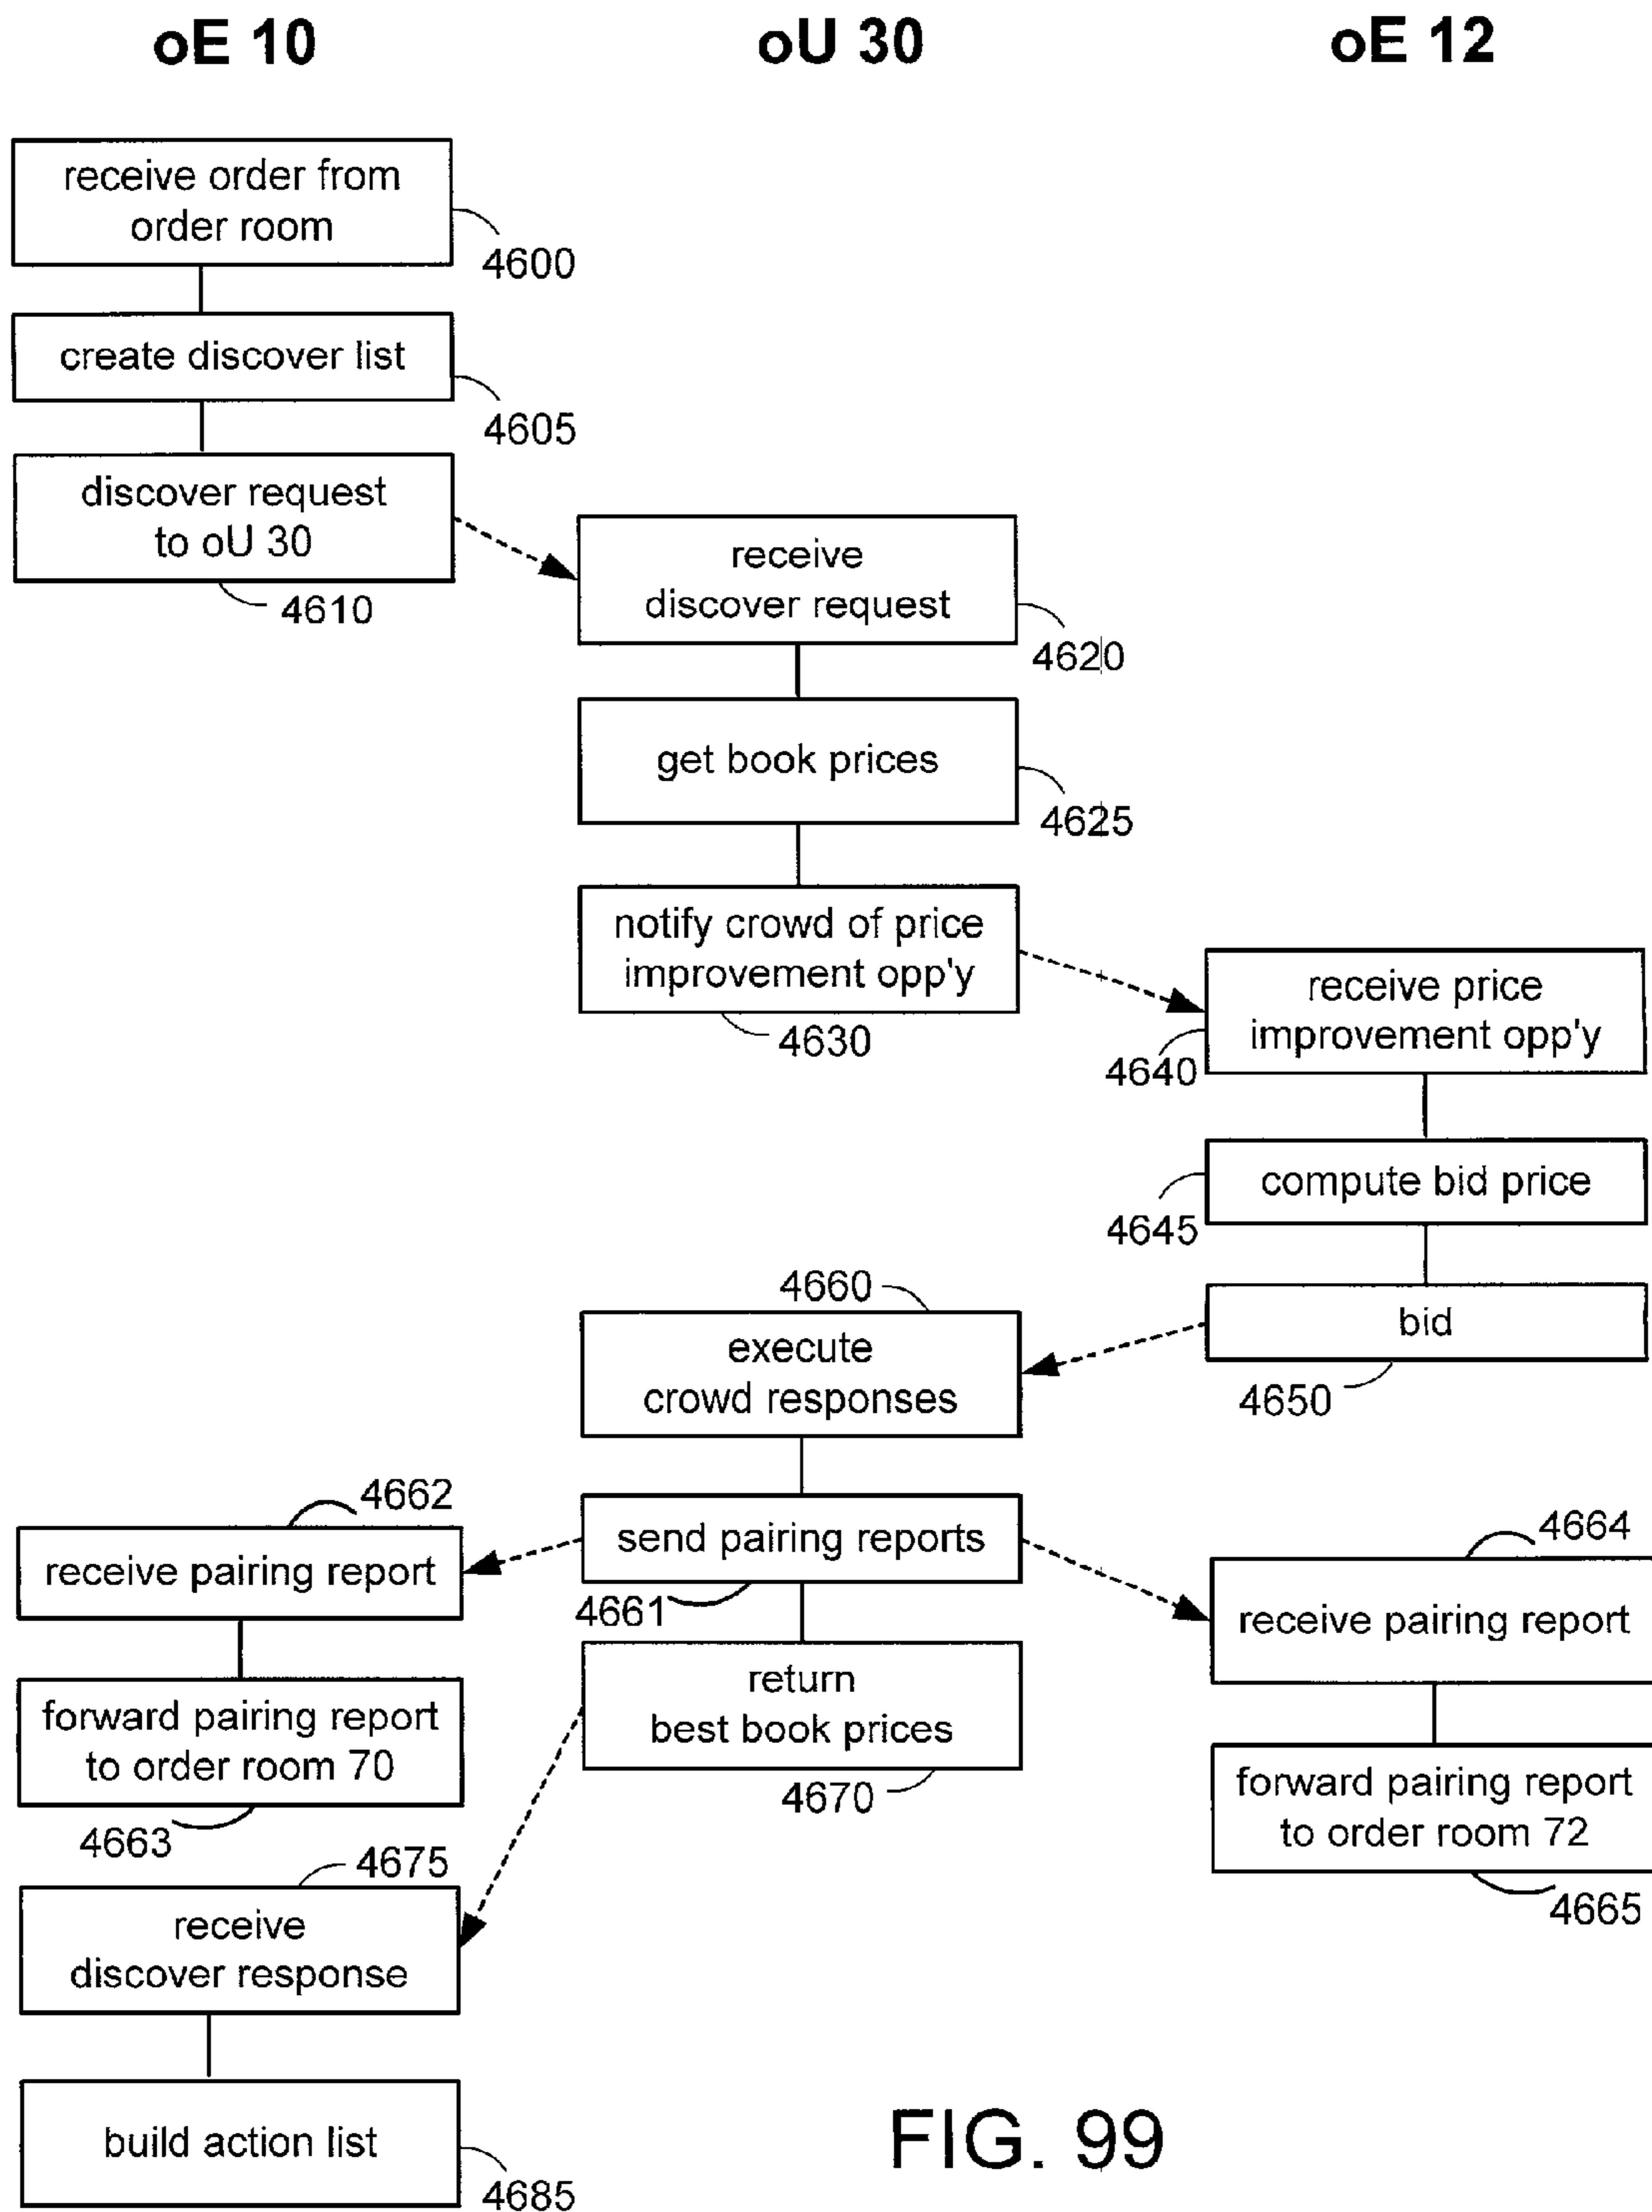 oE 10
oU 30
oE 12
receive order from
order room
4600
create discover list
4605
discover request
to oU 30
4610
receive
discover request
4620
get book prices
4625
notify crowd of price
improvement opp'y
4630
receive price
improvement opp'y
4640
compute bid price
4645
bid
4650
4660
execute
crowd responses
send pairing reports
4661
4662
receive pairing report
forward pairing report
to order room 70
4663
4664
receive pairing report
forward pairing report
to order room 72
4665
return
best book prices
4670
4675
receive
discover response
build action list
4685
FIG. 99